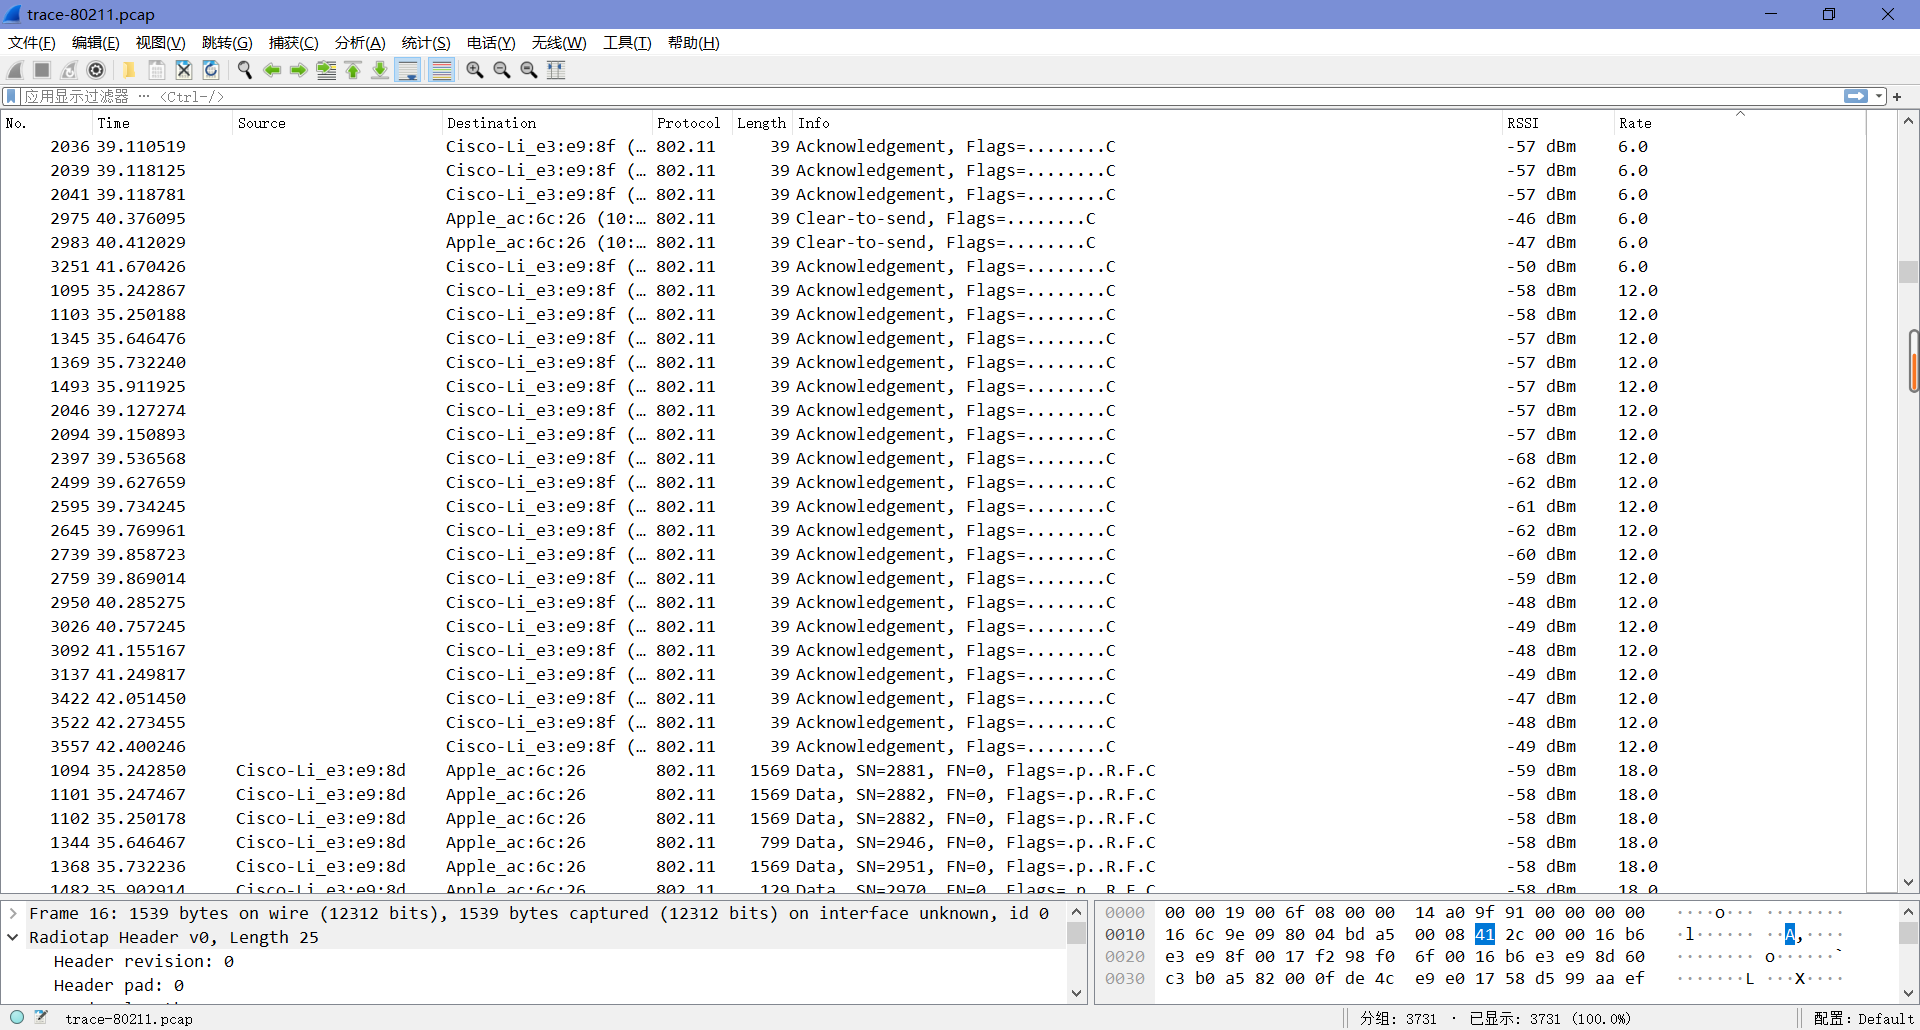 trace-80211.pcap
文件(F) 编辑(E) 视图(V) 跳转(G) 捕获(C) 分析(A) 统计(S) 电话(Y) 无线(W) 工具(T) 帮助(H)
应用显示过滤器 ⋯ <Ctrl-/>
No. Time Source Destination Protocol Length Info RSSI Rate
2036 39.110519 Cisco-Li_e3:e9:8f (… 802.11 39 Acknowledgement, Flags=........C -57 dBm 6.0
2039 39.118125 Cisco-Li_e3:e9:8f (… 802.11 39 Acknowledgement, Flags=........C -57 dBm 6.0
2041 39.118781 Cisco-Li_e3:e9:8f (… 802.11 39 Acknowledgement, Flags=........C -57 dBm 6.0
2975 40.376095 Apple_ac:6c:26 (10:… 802.11 39 Clear-to-send, Flags=........C -46 dBm 6.0
2983 40.412029 Apple_ac:6c:26 (10:… 802.11 39 Clear-to-send, Flags=........C -47 dBm 6.0
3251 41.670426 Cisco-Li_e3:e9:8f (… 802.11 39 Acknowledgement, Flags=........C -50 dBm 6.0
1095 35.242867 Cisco-Li_e3:e9:8f (… 802.11 39 Acknowledgement, Flags=........C -58 dBm 12.0
1103 35.250188 Cisco-Li_e3:e9:8f (… 802.11 39 Acknowledgement, Flags=........C -58 dBm 12.0
1345 35.646476 Cisco-Li_e3:e9:8f (… 802.11 39 Acknowledgement, Flags=........C -57 dBm 12.0
1369 35.732240 Cisco-Li_e3:e9:8f (… 802.11 39 Acknowledgement, Flags=........C -57 dBm 12.0
1493 35.911925 Cisco-Li_e3:e9:8f (… 802.11 39 Acknowledgement, Flags=........C -57 dBm 12.0
2046 39.127274 Cisco-Li_e3:e9:8f (… 802.11 39 Acknowledgement, Flags=........C -57 dBm 12.0
2094 39.150893 Cisco-Li_e3:e9:8f (… 802.11 39 Acknowledgement, Flags=........C -57 dBm 12.0
2397 39.536568 Cisco-Li_e3:e9:8f (… 802.11 39 Acknowledgement, Flags=........C -68 dBm 12.0
2499 39.627659 Cisco-Li_e3:e9:8f (… 802.11 39 Acknowledgement, Flags=........C -62 dBm 12.0
2595 39.734245 Cisco-Li_e3:e9:8f (… 802.11 39 Acknowledgement, Flags=........C -61 dBm 12.0
2645 39.769961 Cisco-Li_e3:e9:8f (… 802.11 39 Acknowledgement, Flags=........C -62 dBm 12.0
2739 39.858723 Cisco-Li_e3:e9:8f (… 802.11 39 Acknowledgement, Flags=........C -60 dBm 12.0
2759 39.869014 Cisco-Li_e3:e9:8f (… 802.11 39 Acknowledgement, Flags=........C -59 dBm 12.0
2950 40.285275 Cisco-Li_e3:e9:8f (… 802.11 39 Acknowledgement, Flags=........C -48 dBm 12.0
3026 40.757245 Cisco-Li_e3:e9:8f (… 802.11 39 Acknowledgement, Flags=........C -49 dBm 12.0
3092 41.155167 Cisco-Li_e3:e9:8f (… 802.11 39 Acknowledgement, Flags=........C -48 dBm 12.0
3137 41.249817 Cisco-Li_e3:e9:8f (… 802.11 39 Acknowledgement, Flags=........C -49 dBm 12.0
3422 42.051450 Cisco-Li_e3:e9:8f (… 802.11 39 Acknowledgement, Flags=........C -47 dBm 12.0
3522 42.273455 Cisco-Li_e3:e9:8f (… 802.11 39 Acknowledgement, Flags=........C -48 dBm 12.0
3557 42.400246 Cisco-Li_e3:e9:8f (… 802.11 39 Acknowledgement, Flags=........C -49 dBm 12.0
1094 35.242850 Cisco-Li_e3:e9:8d Apple_ac:6c:26 802.11 1569 Data, SN=2881, FN=0, Flags=.p..R.F.C -59 dBm 18.0
1101 35.247467 Cisco-Li_e3:e9:8d Apple_ac:6c:26 802.11 1569 Data, SN=2882, FN=0, Flags=.p..R.F.C -58 dBm 18.0
1102 35.250178 Cisco-Li_e3:e9:8d Apple_ac:6c:26 802.11 1569 Data, SN=2882, FN=0, Flags=.p..R.F.C -58 dBm 18.0
1344 35.646467 Cisco-Li_e3:e9:8d Apple_ac:6c:26 802.11 799 Data, SN=2946, FN=0, Flags=.p..R.F.C -58 dBm 18.0
1368 35.732236 Cisco-Li_e3:e9:8d Apple_ac:6c:26 802.11 1569 Data, SN=2951, FN=0, Flags=.p..R.F.C -58 dBm 18.0
1482 35.902914 Cisco-Li_e3:e9:8d Apple_ac:6c:26 802.11 129 Data, SN=2970, FN=0, Flags=.p..R.F.C -58 dBm 18.0
Frame 16: 1539 bytes on wire (12312 bits), 1539 bytes captured (12312 bits) on interface unknown, id 0
Radiotap Header v0, Length 25
Header revision: 0
Header pad: 0
0000 00 00 19 00 6f 08 00 00 14 a0 9f 91 00 00 00 00 ····o··· ········
0010 16 6c 9e 09 80 04 bd a5 00 08 41 2c 00 00 16 b6 ·l······ ··A,····
0020 e3 e9 8f 00 17 f2 98 f0 6f 00 16 b6 e3 e9 8d 60 ········ o······`
0030 c3 b0 a5 82 00 0f de 4c e9 e0 17 58 d5 99 aa ef ·······L ···X····
trace-80211.pcap 分组: 3731 · 已显示: 3731 (100.0%) 配置: Default